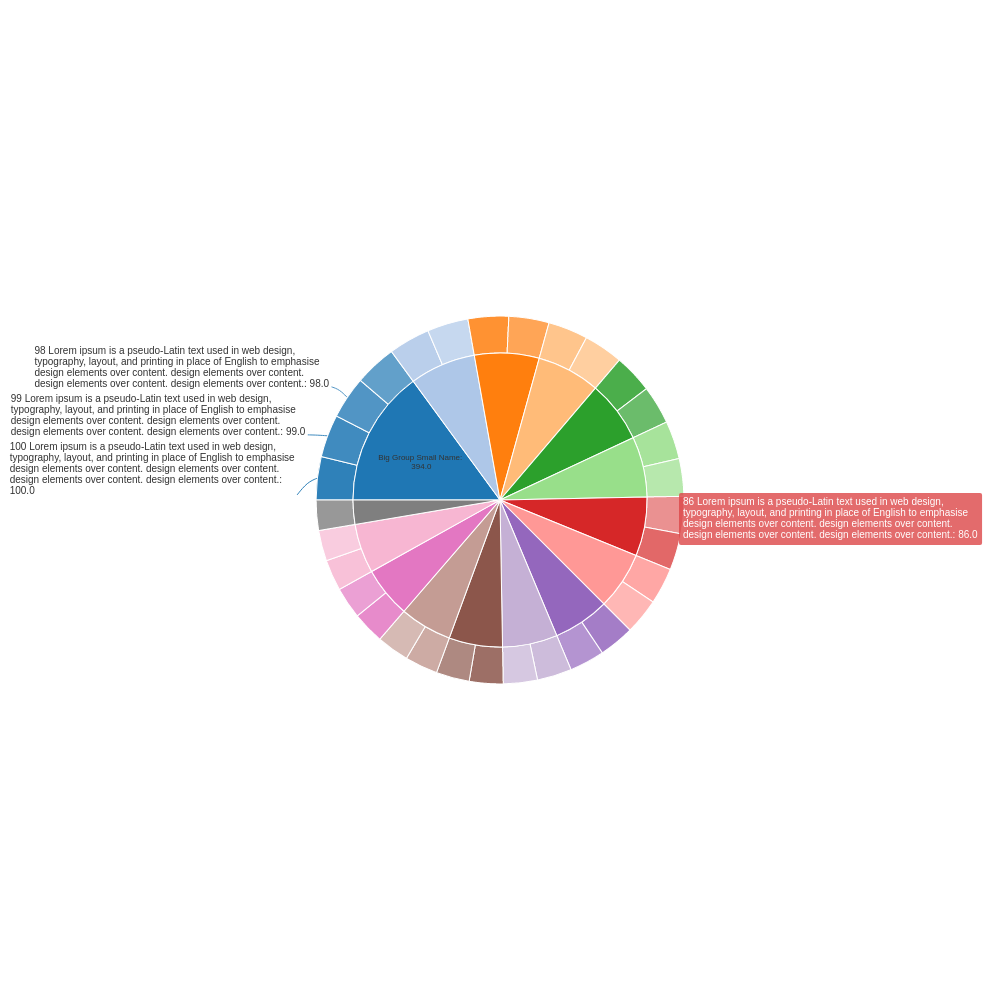 98 Lorem ipsum is a pseudo-Latin text used in web design,
typography, layout, and printing in place of English to emphasise
design elements over content. design elements over content.
design elements over content. design elements over content.: 98.0
99 Lorem ipsum is a pseudo-Latin text used in web design,
typography, layout, and printing in place of English to emphasise
design elements over content. design elements over content.
design elements over content. design elements over content.: 99.0
100 Lorem ipsum is a pseudo-Latin text used in web design,
typography, layout, and printing in place of English to emphasise
design elements over content. design elements over content.
design elements over content. design elements over content.:
100.0
Big Group Small Name:
394.0
86 Lorem ipsum is a pseudo-Latin text used in web design,
typography, layout, and printing in place of English to emphasise
design elements over content. design elements over content.
design elements over content. design elements over content.: 86.0